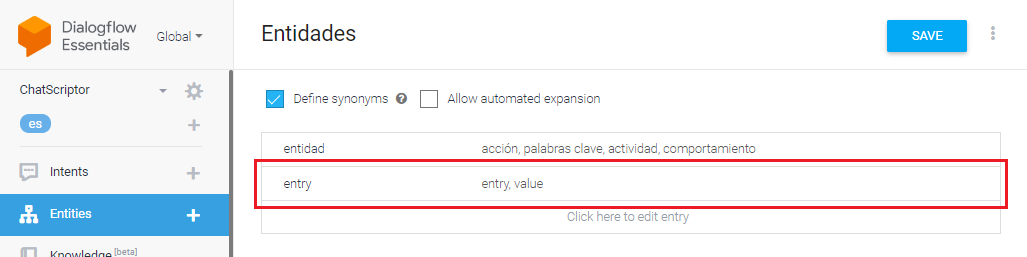 Dialogflow
Essentials
Global
Entidades
SAVE
ChatScriptor
es
Define synonyms
Allow automated expansion
entidad
acción, palabras clave, actividad, comportamiento
Intents
entry
entry, value
Entities
Click here to edit entry
Knowledge [beta]